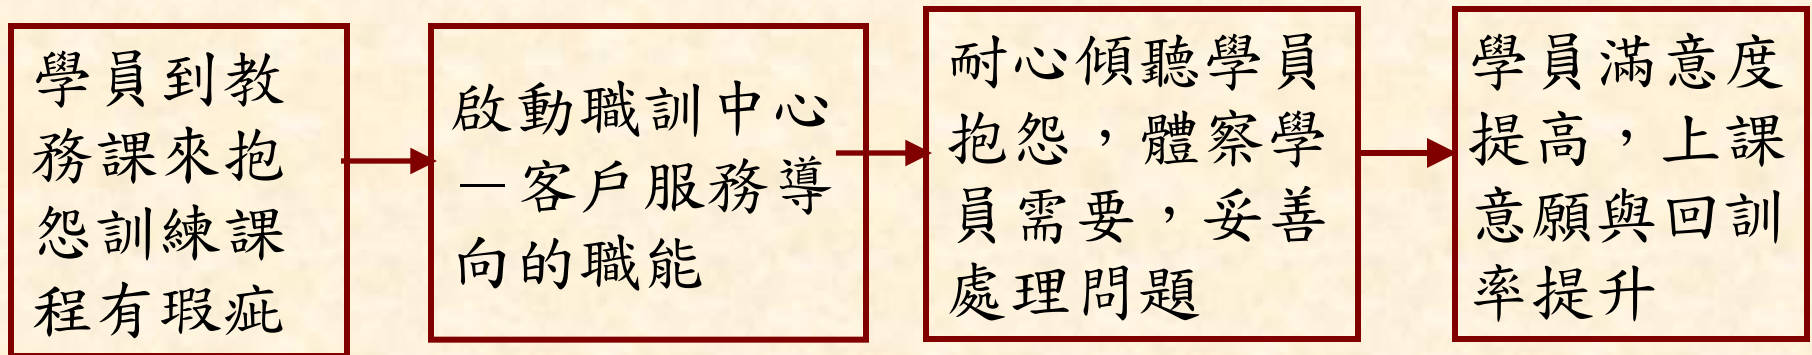 學員到教
務課來抱
怨訓練課
程有瑕疵
啟動職訓中心
—客戶服務導
向的職能
耐心傾聽學員
抱怨，體察學
員需要，妥善
處理問題
學員滿意度
提高，上課
意願與回訓
率提升